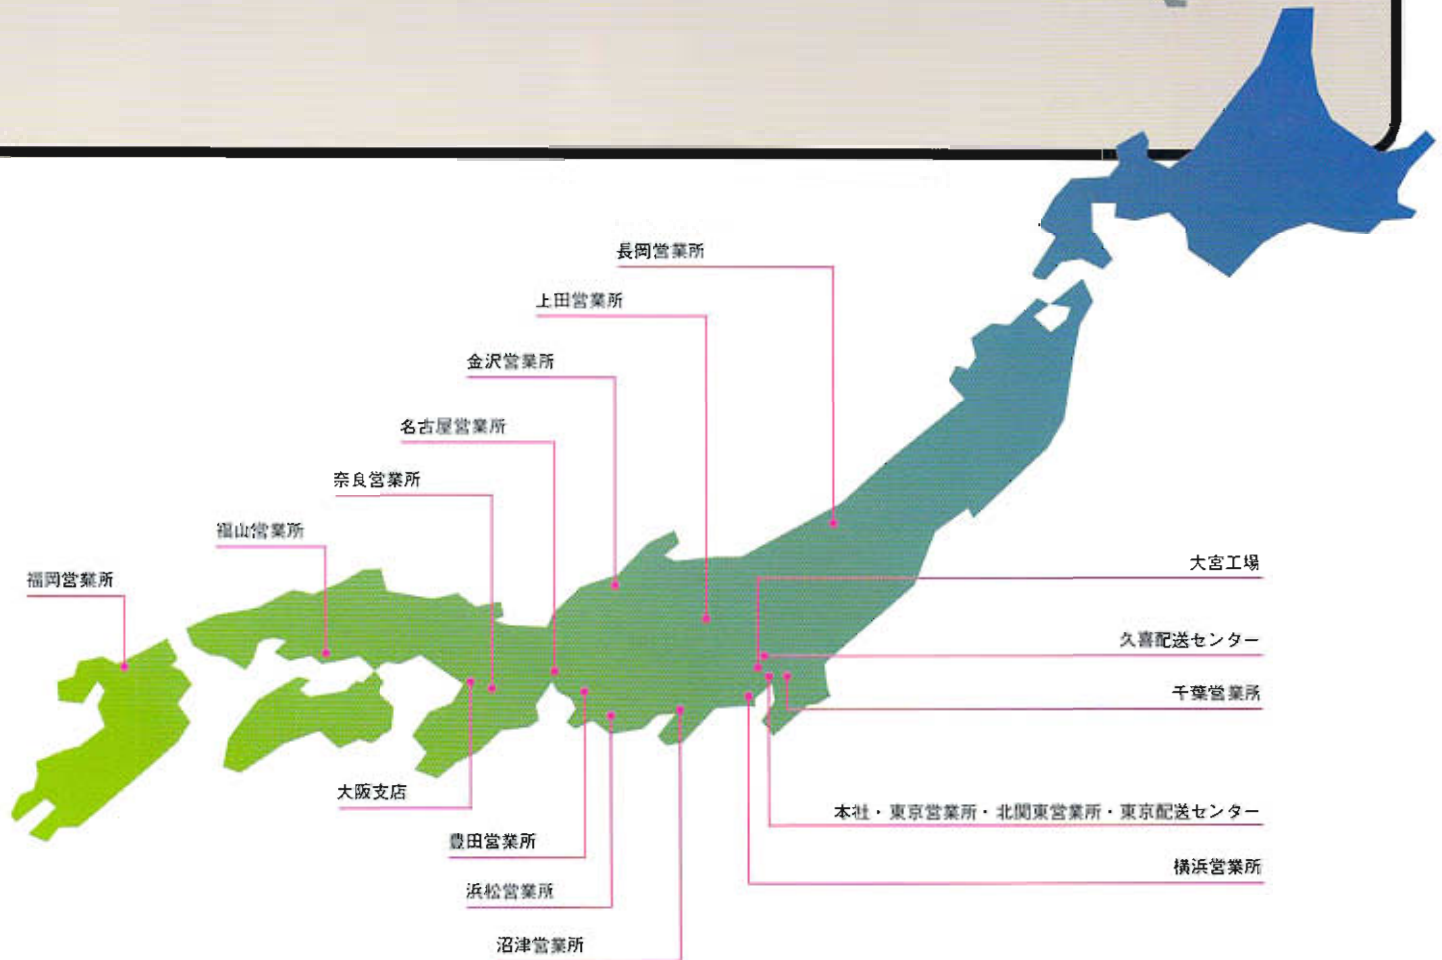 長岡営業所
上田営業所
金沢営業所
名古屋営業所
奈良営業所
福山営業所
福岡営業所
大宮工場
久喜配送センター
千葉営業所
大阪支店
本社・東京営業所・北関東営業所・東京配送センター
豊田営業所
横浜営業所
浜松営業所
沼津営業所